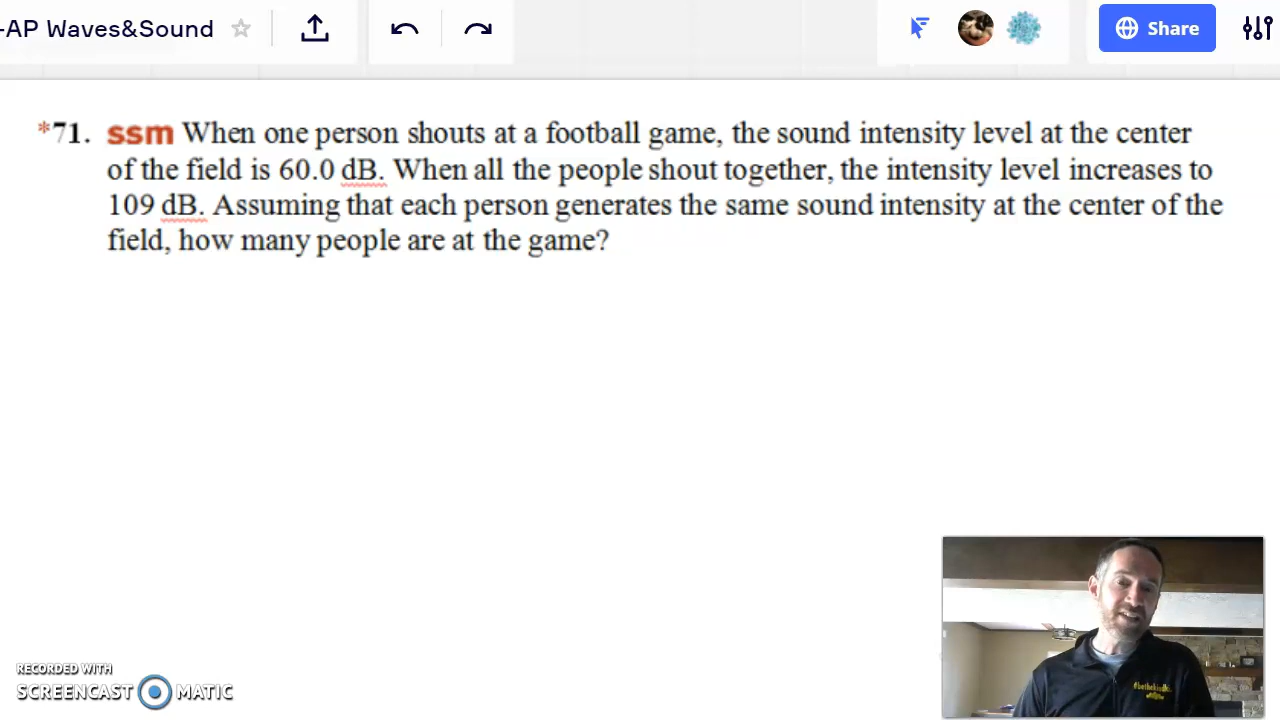 -AP Waves&Sound
Share
*71. ssm When one person shouts at a football game, the sound intensity level at the center
of the field is 60.0 dB. When all the people shout together, the intensity level increases to
109 dB. Assuming that each person generates the same sound intensity at the center of the
field, how many people are at the game?
RECORDED WITH
SCREENCAST MATIC